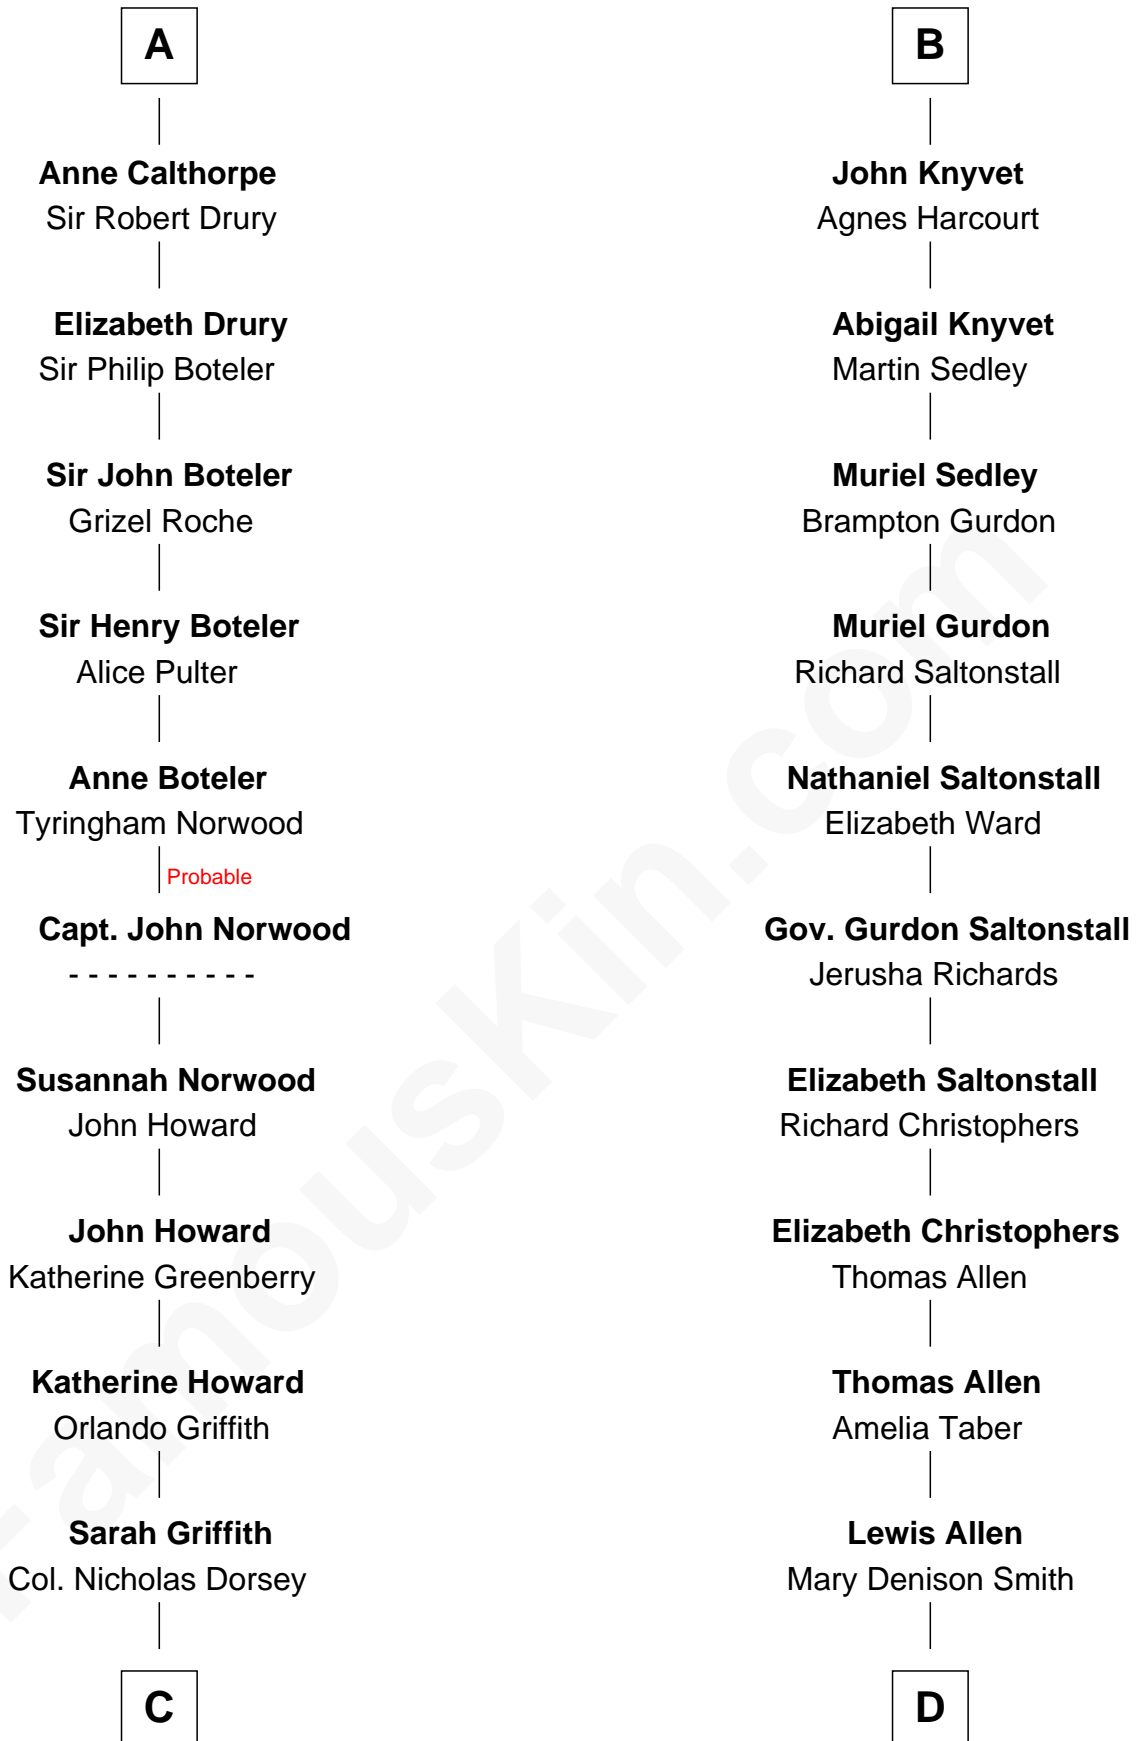 A
Anne Calthorpe
Sir Robert Drury
Elizabeth Drury
Sir Philip Boteler
Sir John Boteler
Grizel Roche
Sir Henry Boteler
Alice Pulter
Anne Boteler
Tyringham Norwood
Probable
Capt. John Norwood
- - - - - - - - - -
Susannah Norwood
John Howard
John Howard
Katherine Greenberry
Katherine Howard
Orlando Griffith
Sarah Griffith
Col. Nicholas Dorsey
C
B
John Knyvet
Agnes Harcourt
Abigail Knyvet
Martin Sedley
Muriel Sedley
Brampton Gurdon
Muriel Gurdon
Richard Saltonstall
Nathaniel Saltonstall
Elizabeth Ward
Gov. Gurdon Saltonstall
Jerusha Richards
Elizabeth Saltonstall
Richard Christophers
Elizabeth Christophers
Thomas Allen
Thomas Allen
Amelia Taber
Lewis Allen
Mary Denison Smith
D
FamousKin.com